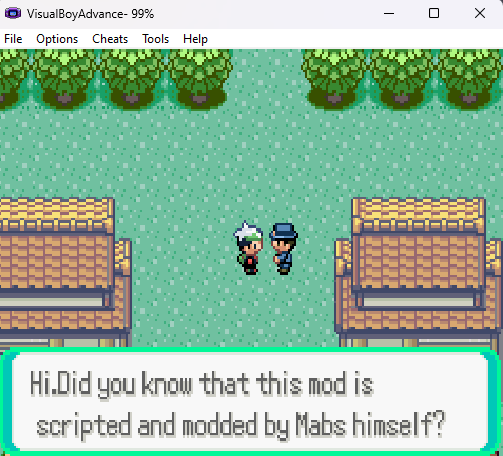 VisualBoyAdvance- 99%
File Options Cheats Tools Help
Hi.Did you know that this mod is
scripted and modded by Mabs himself?